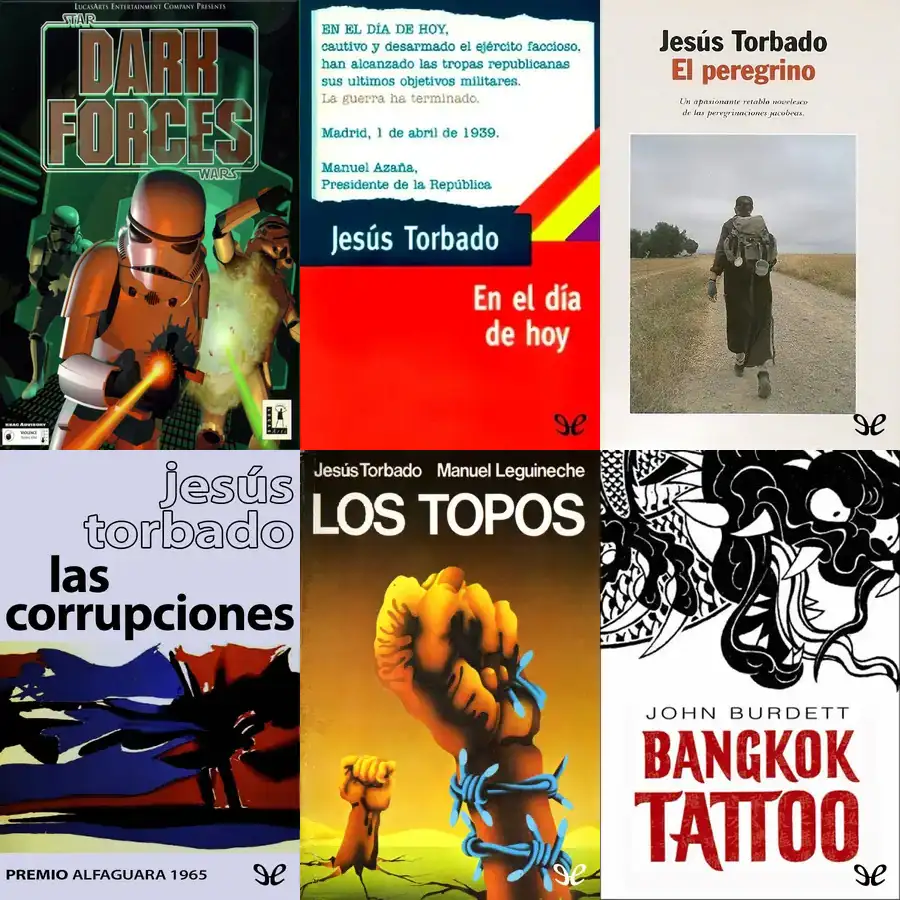 LucasArts Entertainment Company Presents
STAR
DARK
FORCES
WARS
EN EL DÍA DE HOY,
cautivo y desarmado el ejército faccioso,
han alcanzado las tropas republicanas
sus ultimos objetivos militares.
La guerra ha terminado.
Madrid, 1 de abril de 1939.
Manuel Azaña,
Presidente de la República
Jesús Torbado
En el día
de hoy
Jesús Torbado
El peregrino
Un apasionante retablo novelesco
de las peregrinaciones jacobeas.
jesús
torbado
las
corrupciones
PREMIO ALFAGUARA 1965
Jesús Torbado Manuel Leguineche
LOS TOPOS
JOHN BURDETT
BANGKOK
TATTOO